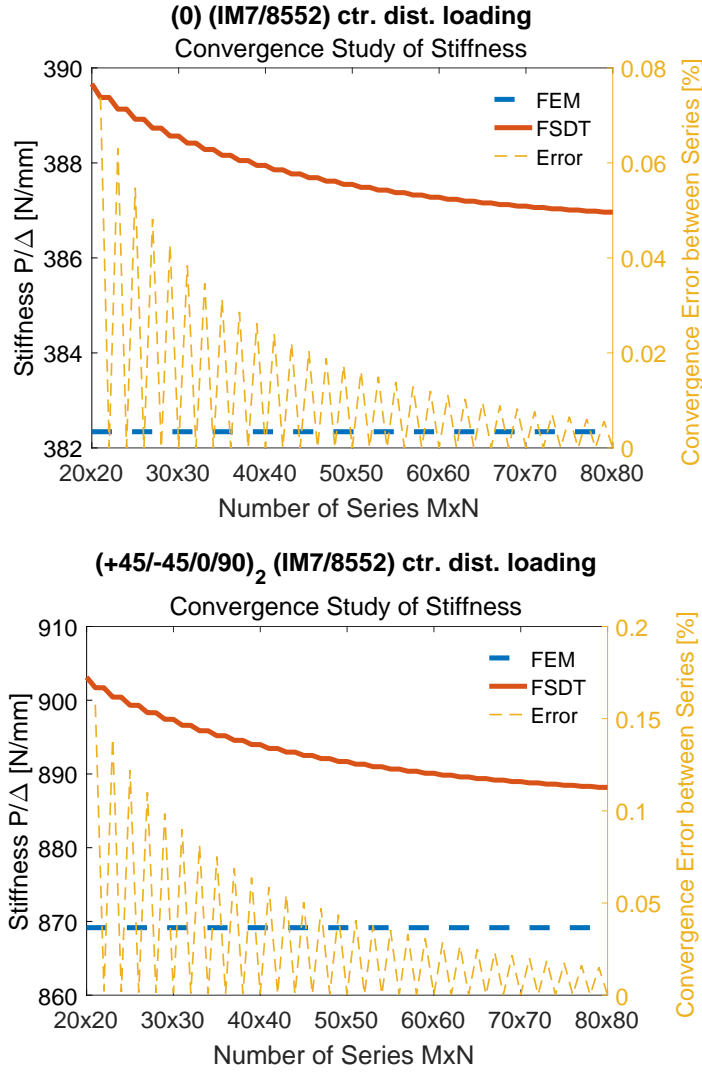 (0) (IM7/8552) ctr. dist. loading
Convergence Study of Stiffness
390
388
386
384
382
Stiffness P/Δ [N/mm]
0.08
0.06
0.04
0.02
0
Convergence Error between Series [%]
FEM
FSDT
Error
20x20 30x30 40x40 50x50 60x60 70x70 80x80
Number of Series MxN
(+45/-45/0/90)₂ (IM7/8552) ctr. dist. loading
Convergence Study of Stiffness
910
900
890
880
870
860
Stiffness P/Δ [N/mm]
0.2
0.15
0.1
0.05
0
Convergence Error between Series [%]
FEM
FSDT
Error
20x20 30x30 40x40 50x50 60x60 70x70 80x80
Number of Series MxN